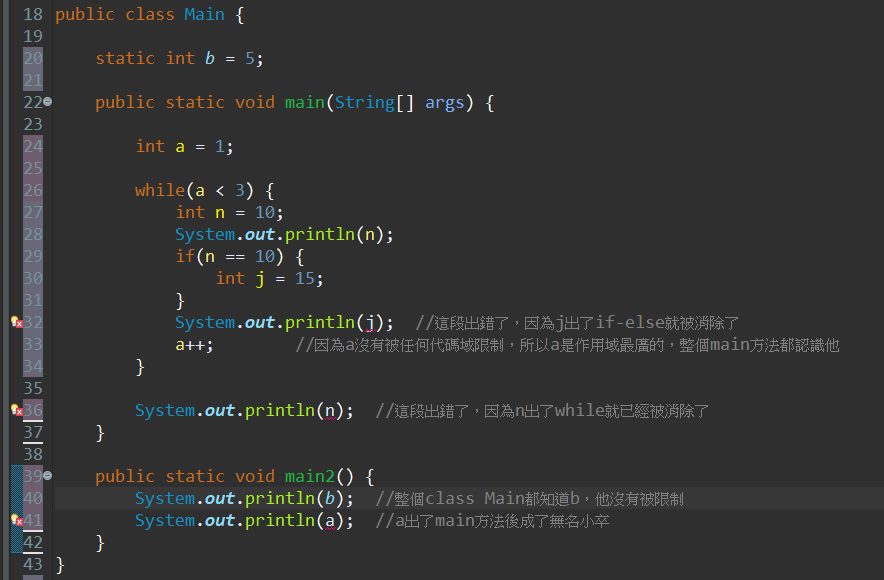 18 public class Main {
19
20     static int b = 5;
21
22     public static void main(String[] args) {
23
24         int a = 1;
25
26         while(a < 3) {
27             int n = 10;
28             System.out.println(n);
29             if(n == 10) {
30                 int j = 15;
31             }
32             System.out.println(j);  //這段出錯了，因為j出了if-else就被消除了
33             a++;        //因為a沒有被任何代碼域限制，所以a是作用域最廣的，整個main方法都認識他
34         }
35
36         System.out.println(n);  //這段出錯了，因為n出了while就已經被消除了
37     }
38
39     public static void main2() {
40         System.out.println(b);  //整個class Main都知道b，他沒有被限制
41         System.out.println(a);  //a出了main方法後成了無名小卒
42     }
43 }